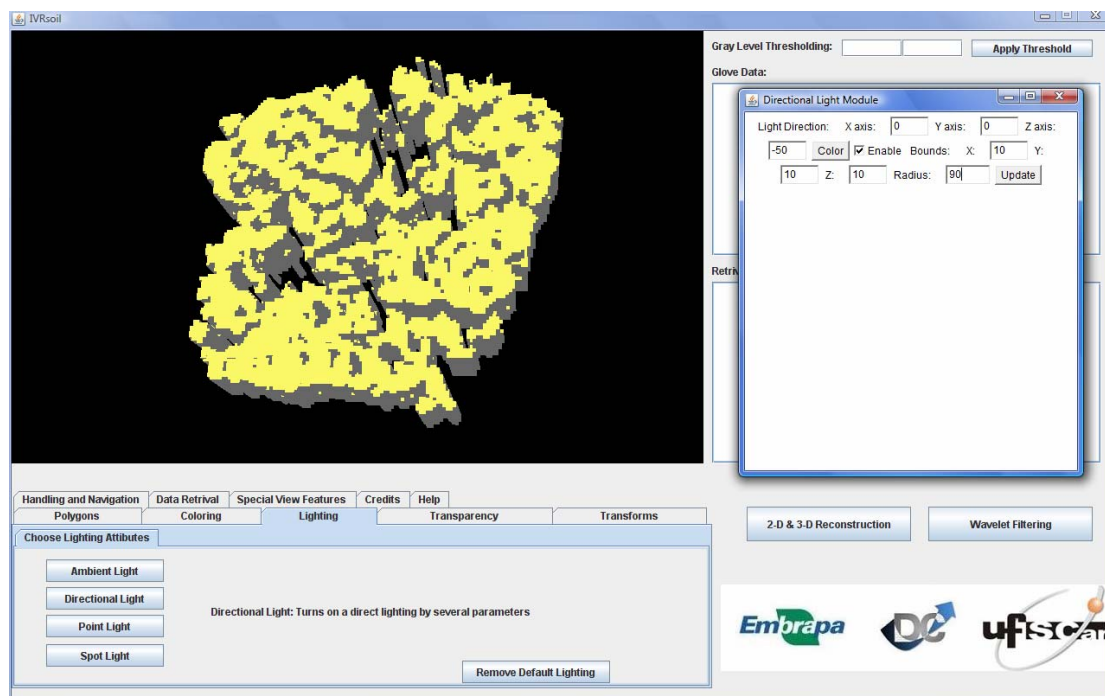 IVRsoil
Gray Level Thresholding: Apply Threshold
Glove Data:
Directional Light Module
Light Direction: X axis: 0 Y axis: 0 Z axis:
-50 Color Enable Bounds: X: 10 Y:
10 Z: 10 Radius: 90 Update
Handling and Navigation Data Retrival Special View Features Credits Help
Polygons Coloring Lighting Transparency Transforms
Choose Lighting Attibutes
Ambient Light
Directional Light
Point Light
Spot Light
Directional Light: Turns on a direct lighting by several parameters
Remove Default Lighting
2-D & 3-D Reconstruction Wavelet Filtering
Embrapa DC ufscar